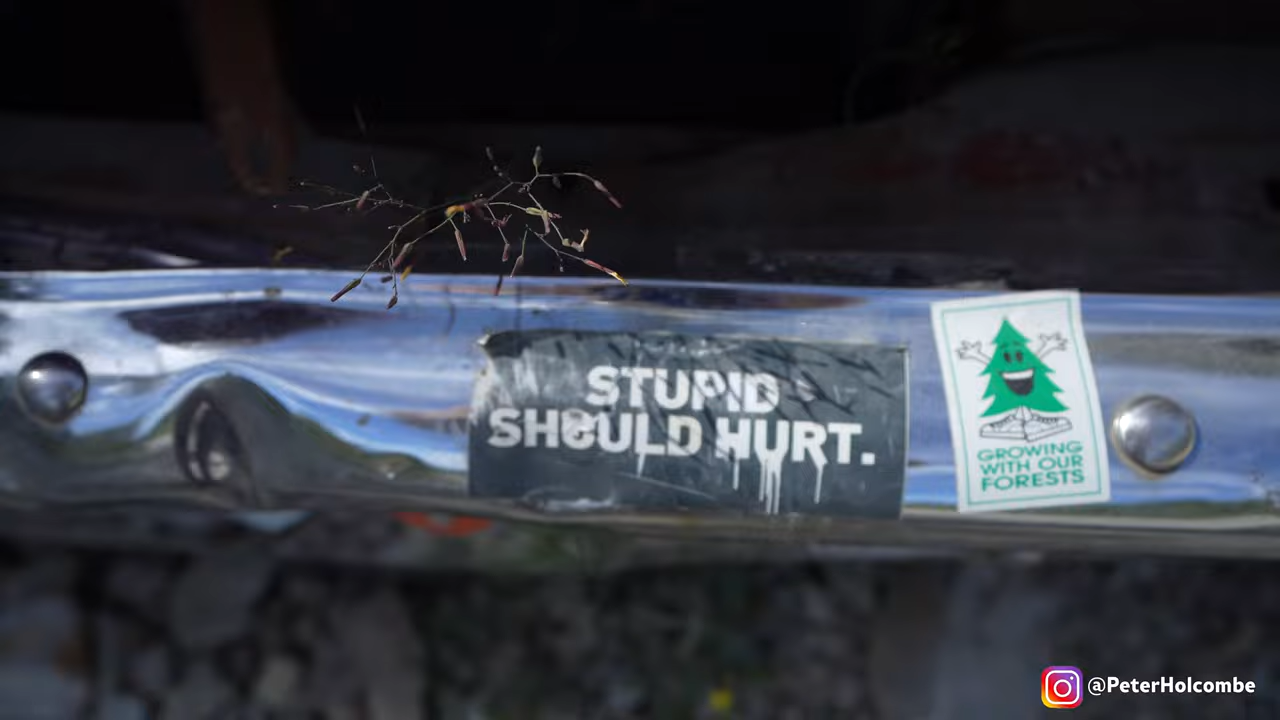 STUPID
SHOULD HURT.
GROWING
WITH OUR
FORESTS
@PeterHolcombe